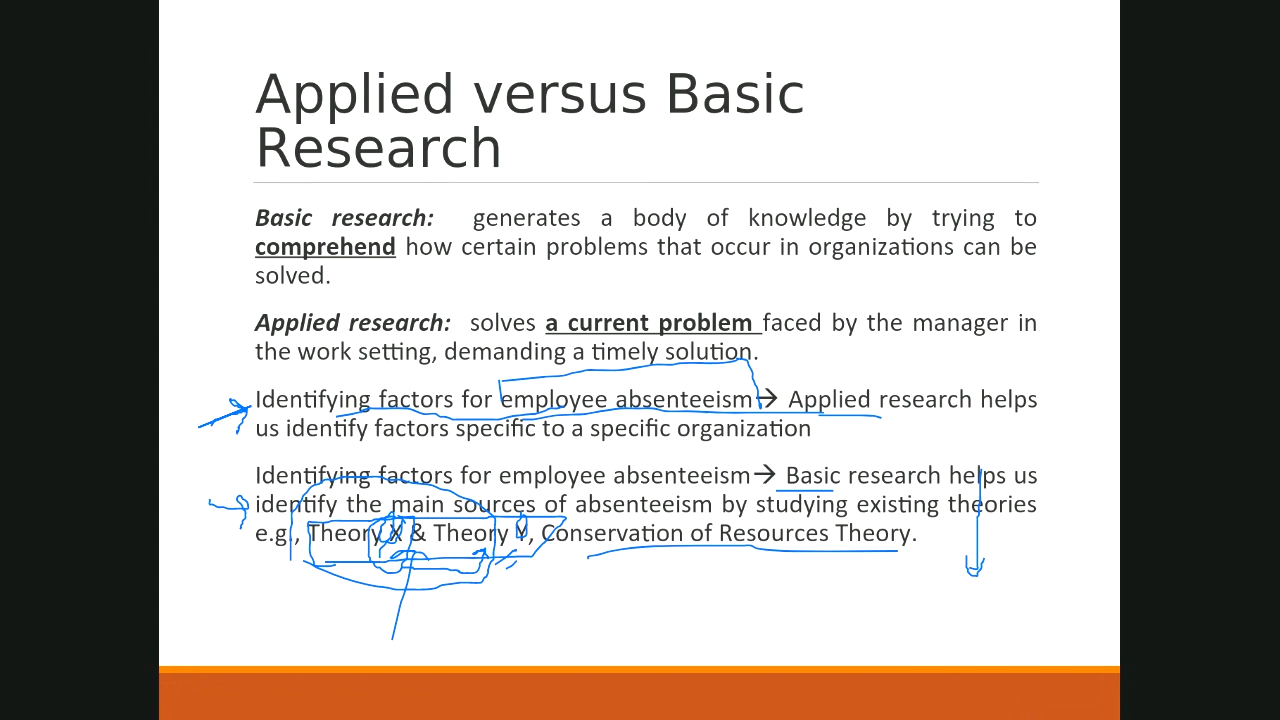 Applied versus Basic
Research
Basic research: generates a body of knowledge by trying to
comprehend how certain problems that occur in organizations can be
solved.
Applied research: solves a current problem faced by the manager in
the work setting, demanding a timely solution.
Identifying factors for employee absenteeism→ Applied research helps
us identify factors specific to a specific organization
Identifying factors for employee absenteeism→ Basic research helps us
identify the main sources of absenteeism by studying existing theories
e.g., Theory X & Theory Y, Conservation of Resources Theory.